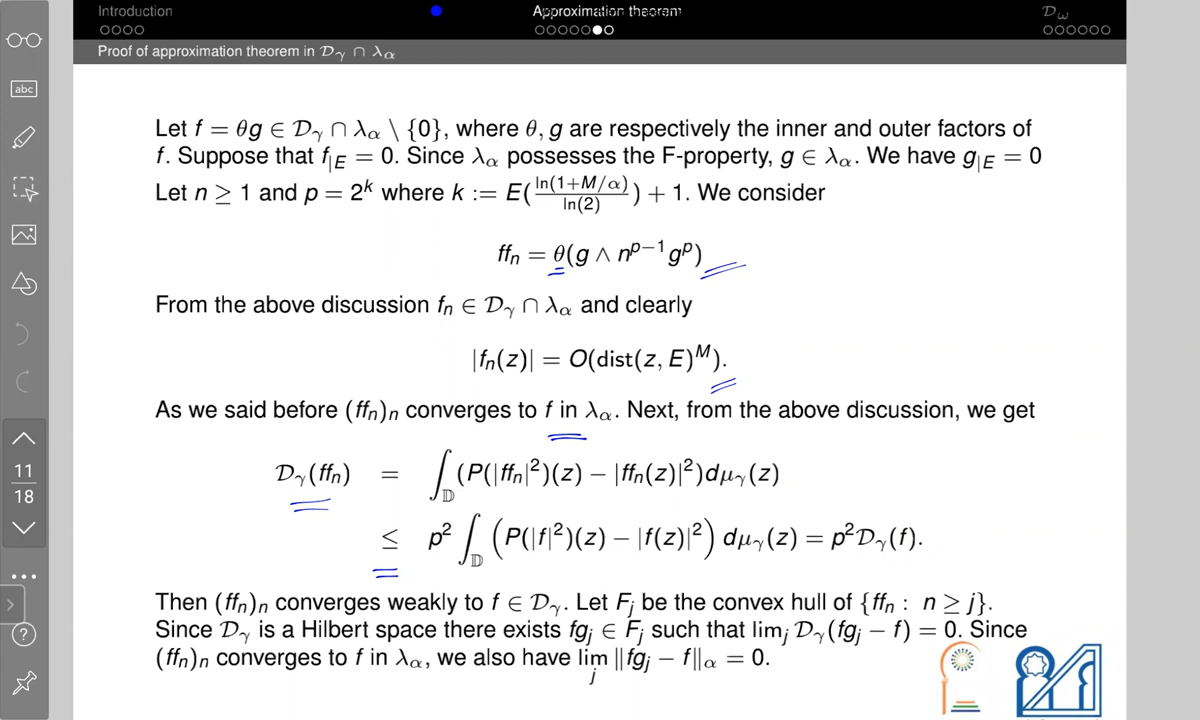 Introduction Approximation theorem 𝒟ω
Proof of approximation theorem in 𝒟γ ∩ λα
abc
Let f = θg ∈ 𝒟γ ∩ λα \ {0}, where θ, g are respectively the inner and outer factors of
f. Suppose that f|E = 0. Since λα possesses the F-property, g ∈ λα. We have g|E = 0
Let n ≥ 1 and p = 2^k where k := E(ln(1+M/α)/ln(2)) + 1. We consider
ffn = θ(g ∧ n^{p−1}g^p)
From the above discussion fn ∈ 𝒟γ ∩ λα and clearly
|fn(z)| = O(dist(z, E)^M).
As we said before (ffn)n converges to f in λα. Next, from the above discussion, we get
𝒟γ(ffn) = ∫𝔻 (P(|ffn|²)(z) − |ffn(z)|²)dμγ(z)
≤ p² ∫𝔻 (P(|f|²)(z) − |f(z)|²) dμγ(z) = p²𝒟γ(f).
Then (ffn)n converges weakly to f ∈ 𝒟γ. Let Fj be the convex hull of {ffn : n ≥ j}.
Since 𝒟γ is a Hilbert space there exists fgj ∈ Fj such that limj 𝒟γ(fgj − f) = 0. Since
(ffn)n converges to f in λα, we also have lim j ‖fgj − f‖α = 0.
11
18
?